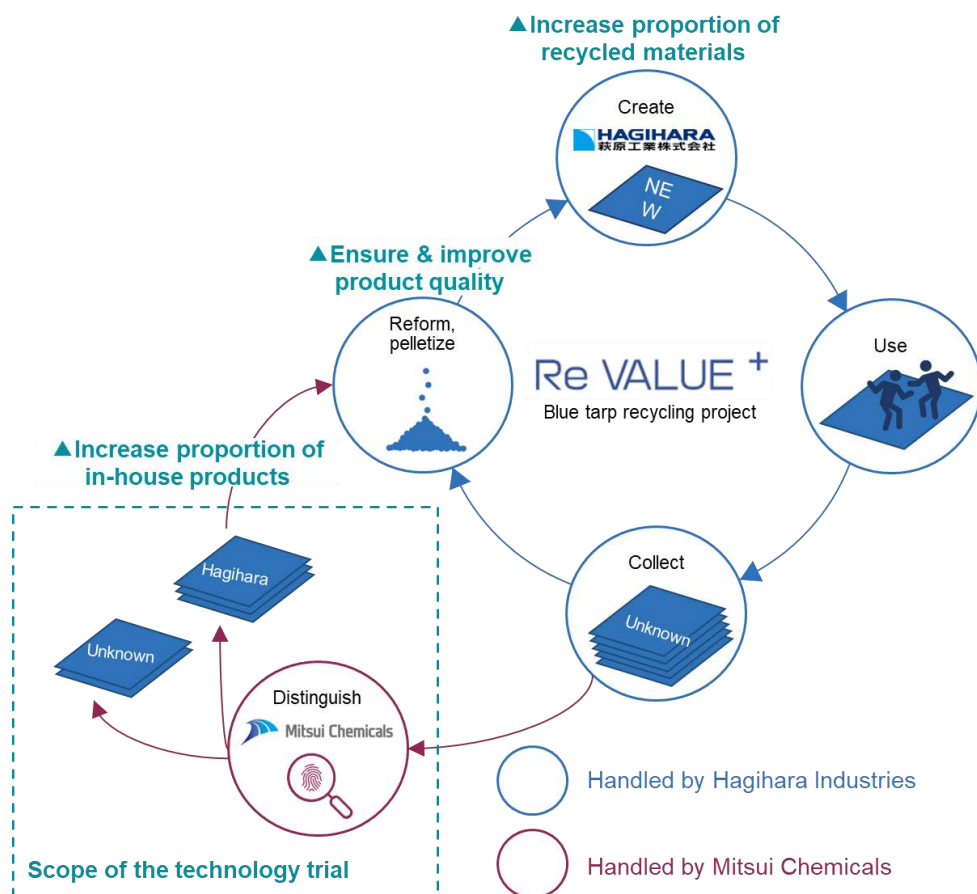 ▲Increase proportion of
recycled materials
Create
HAGIHARA
萩原工業株式会社
NE
W
▲Ensure & improve
product quality
Reform,
pelletize
Re VALUE +
Blue tarp recycling project
Use
▲Increase proportion of
in-house products
Collect
Unknown
Hagihara
Unknown
Distinguish
Mitsui Chemicals
Scope of the technology trial
Handled by Hagihara Industries
Handled by Mitsui Chemicals